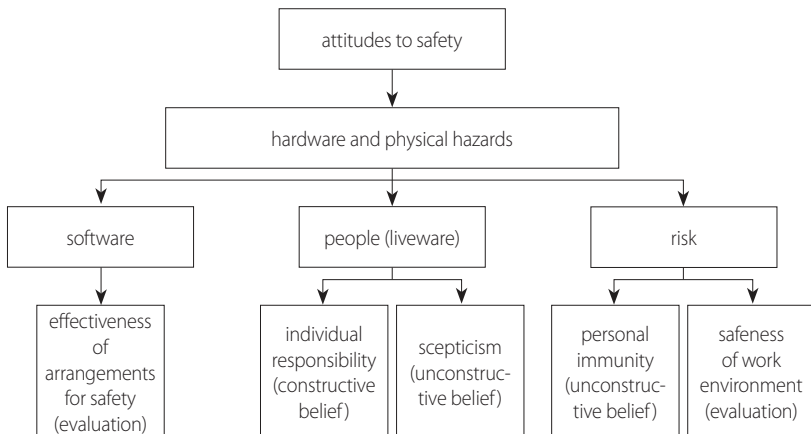 attitudes to safety
hardware and physical hazards
software
people (liveware)
risk
effectiveness
of
arrangements
for safety
(evaluation)
individual
responsibility
(constructive
belief)
scepticism
(unconstruc-
tive belief)
personal
immunity
(unconstruc-
tive belief)
safeness
of work
environment
(evaluation)